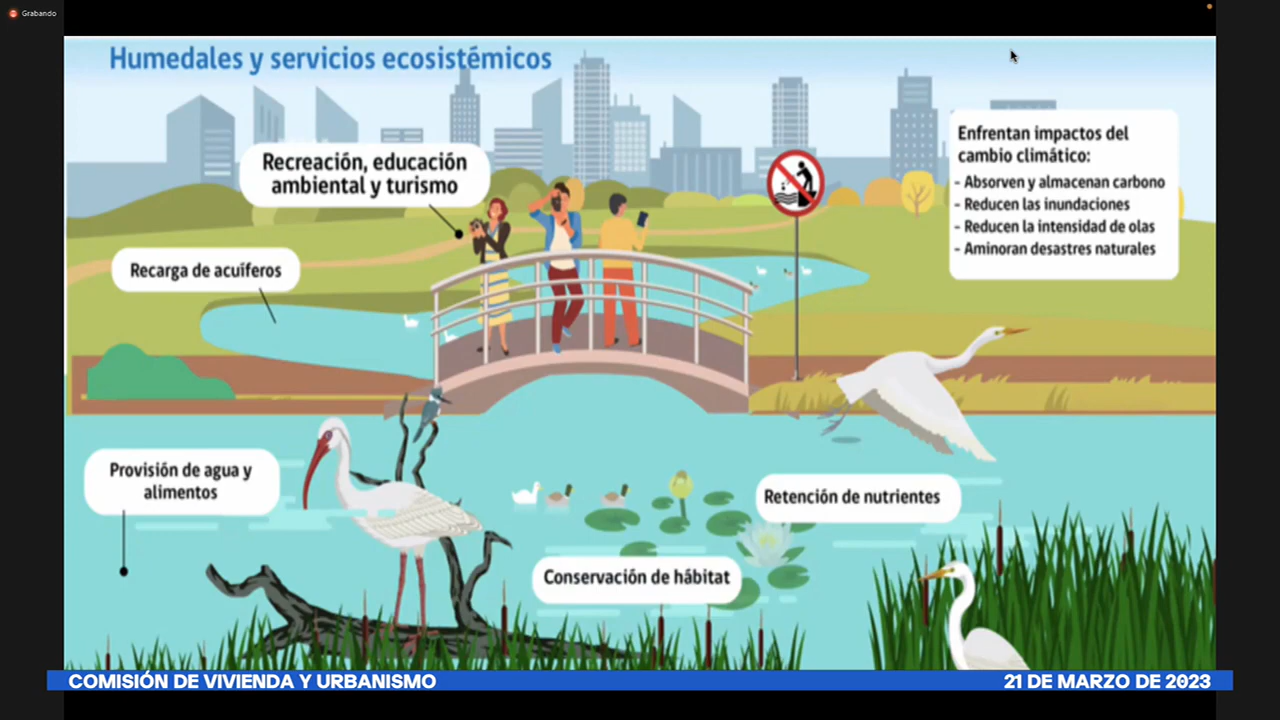 Grabando
Humedales y servicios ecosistémicos
Recreación, educación
ambiental y turismo
Enfrentan impactos del
cambio climático:
- Absorven y almacenan carbono
- Reducen las inundaciones
- Reducen la intensidad de olas
- Aminoran desastres naturales
Recarga de acuíferos
Provisión de agua y
alimentos
Retención de nutrientes
Conservación de hábitat
COMISIÓN DE VIVIENDA Y URBANISMO
21 DE MARZO DE 2023